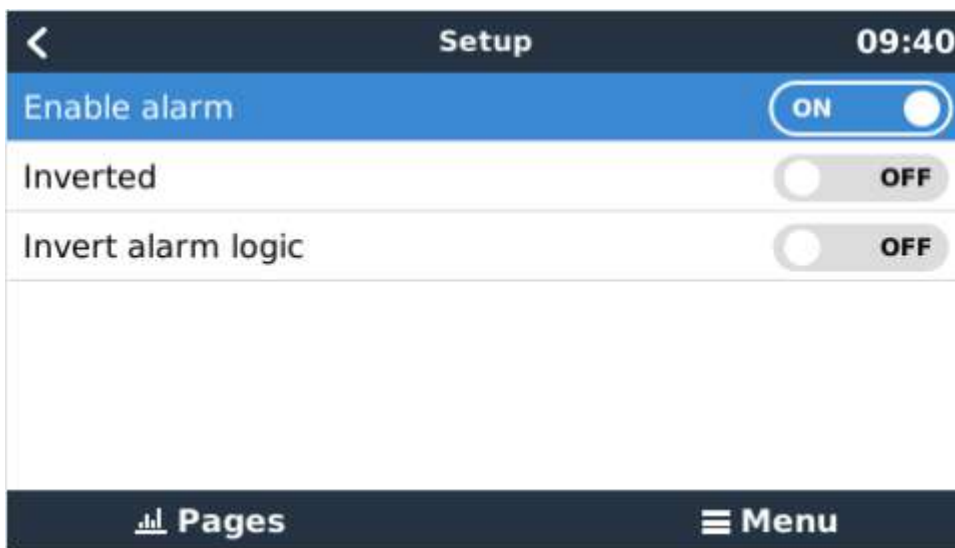 Setup 09:40
Enable alarm ON
Inverted OFF
Invert alarm logic OFF
Pages Menu